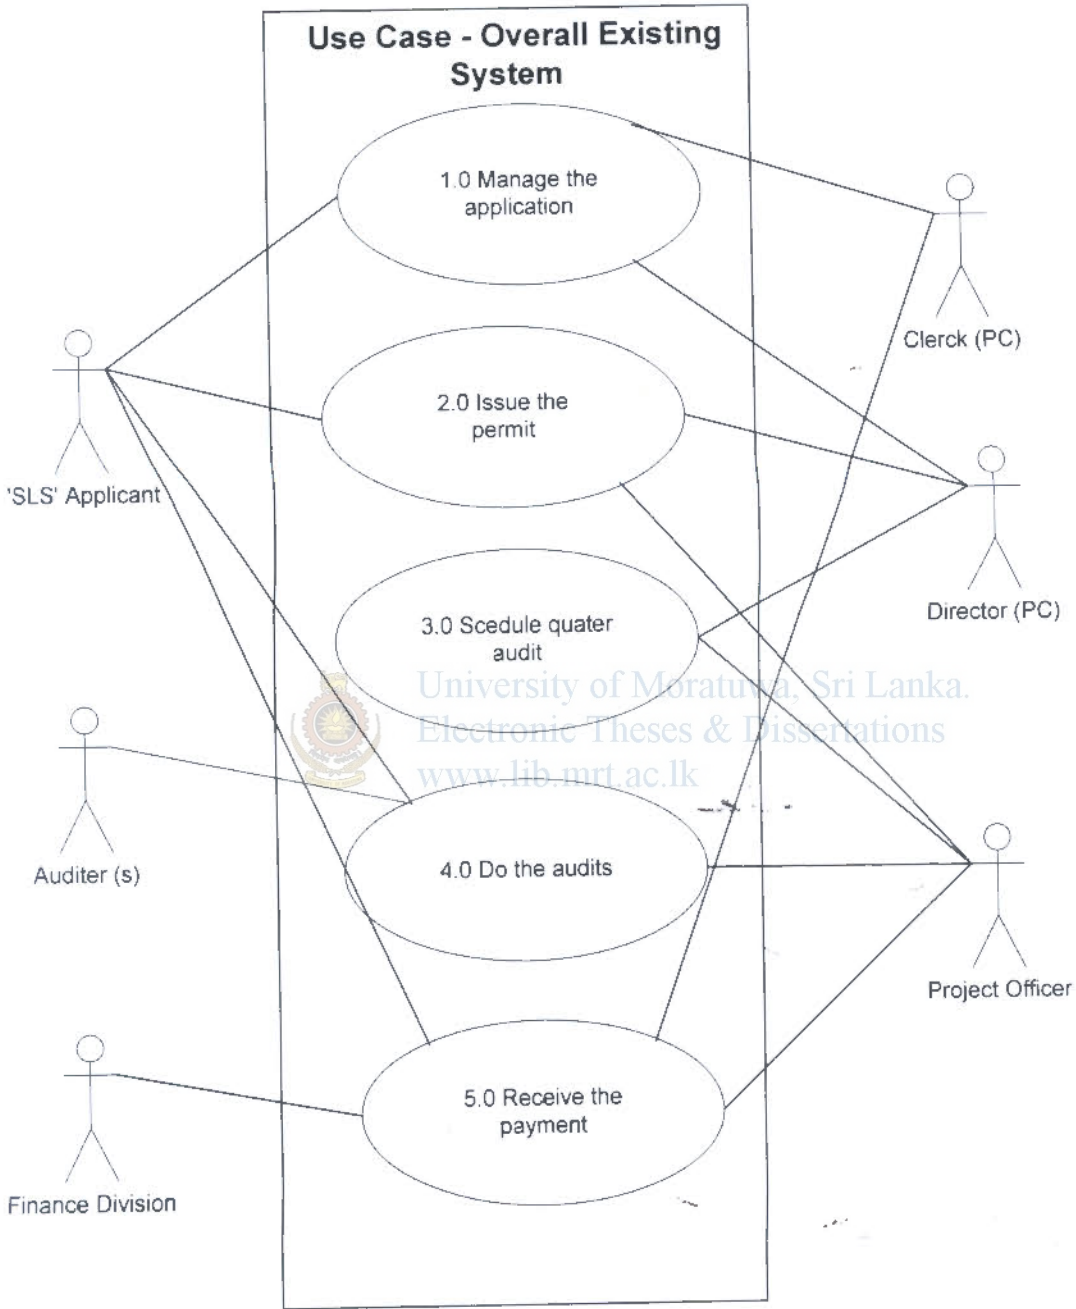 Use Case - Overall Existing
System
1.0 Manage the
application
Clerck (PC)
2.0 Issue the
permit
'SLS' Applicant
Director (PC)
3.0 Scedule quater
audit
University of Moratuwa, Sri Lanka.
Electronic Theses & Dissertations
www.lib.mrt.ac.lk
Auditer (s)
4.0 Do the audits
Project Officer
5.0 Receive the
payment
Finance Division